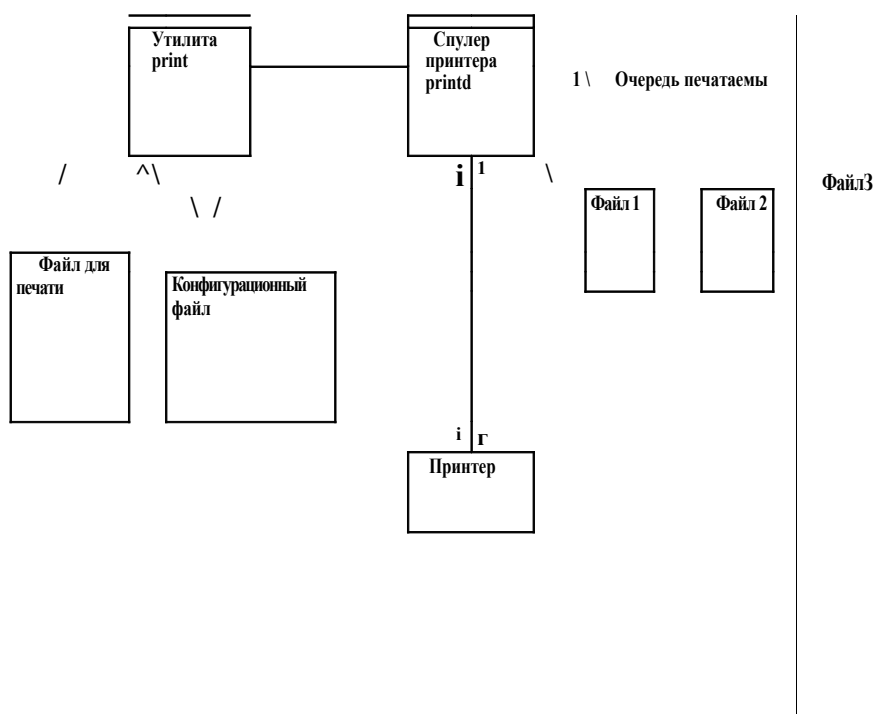 Утилита
print
Спулер
принтера
printd
1 \ Очередь печатаемы
/ ^\
\ /
i 1
\
Файл 1
Файл 2
Файл3
Файл для
печати
Конфигурационный
файл
i г
Принтер